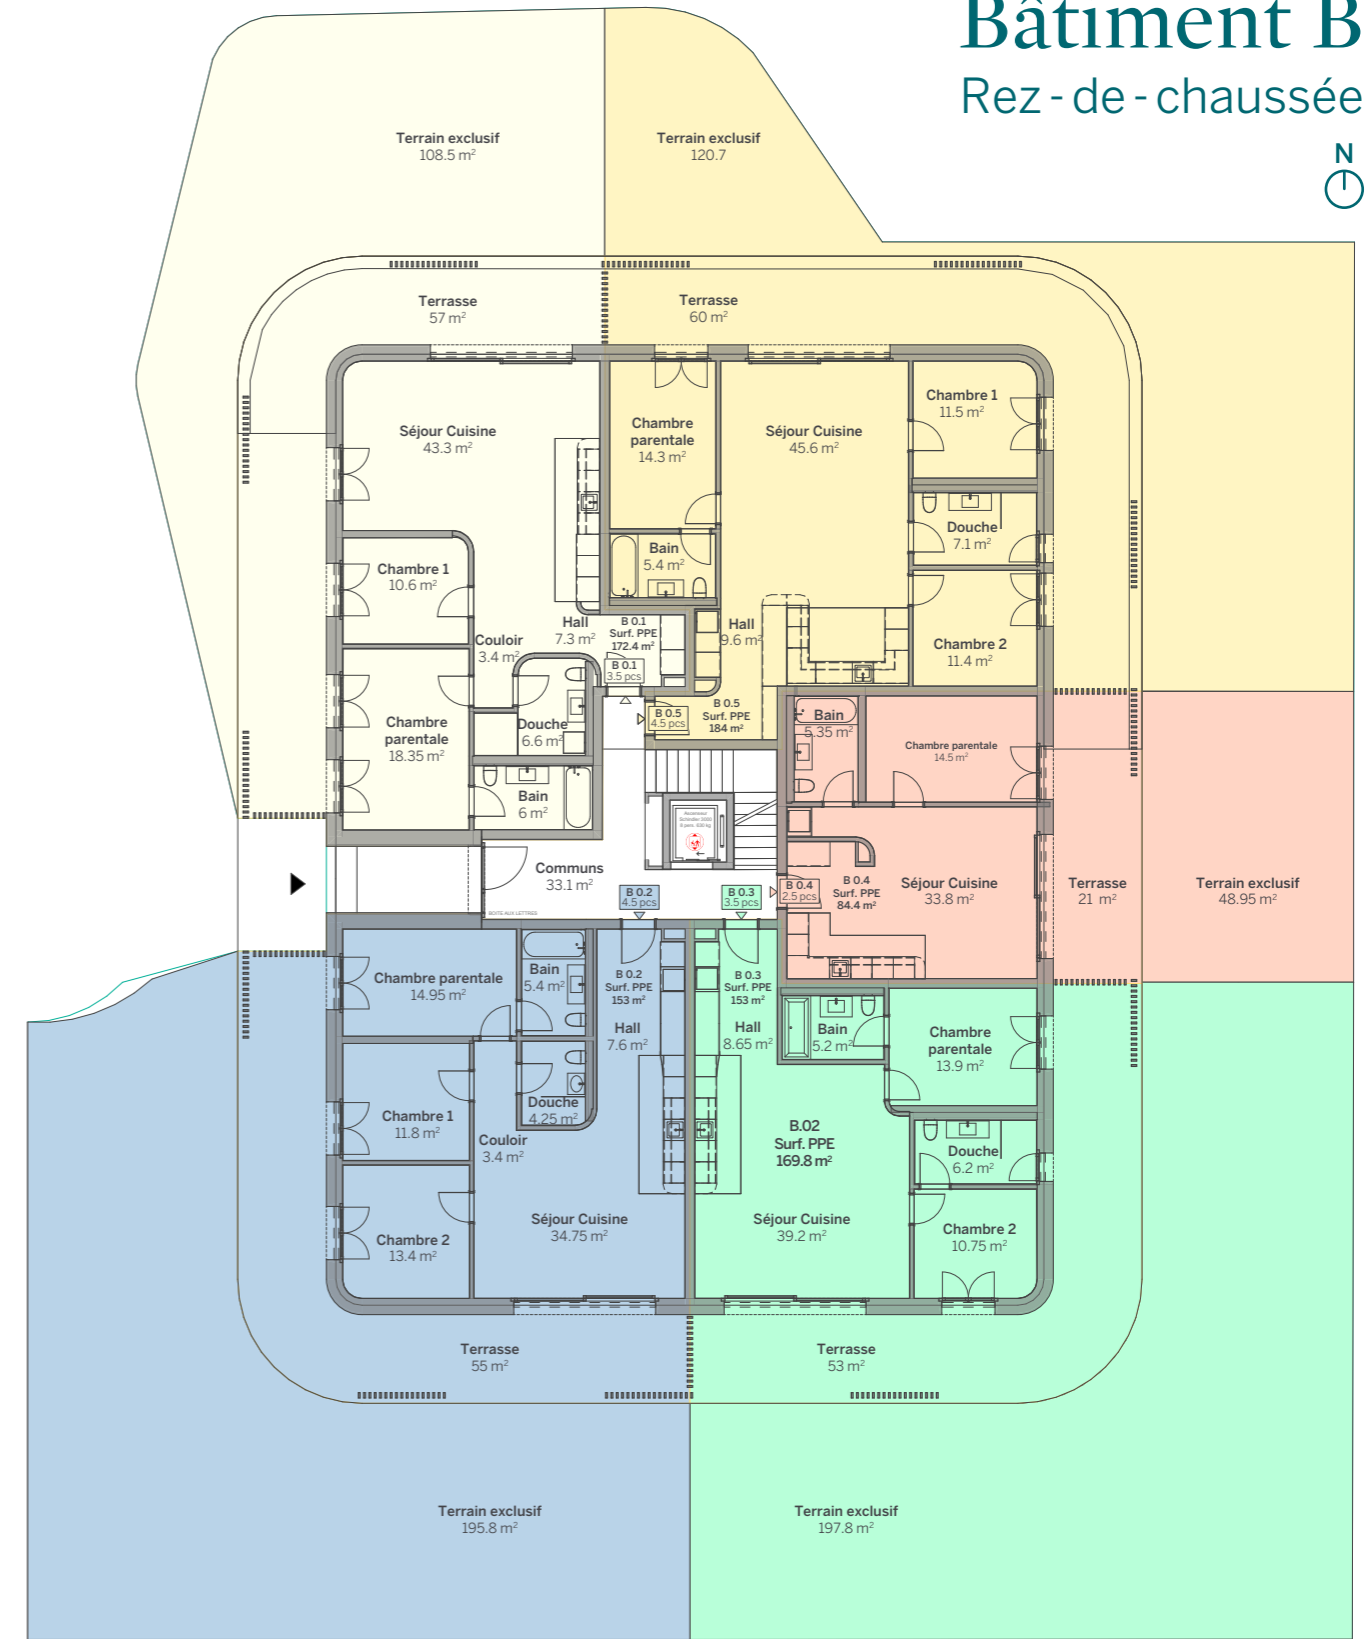 Bâtiment B
Rez-de-chaussée
N
Terrain exclusif
108.5 m²
Terrain exclusif
120.7
Terrasse
57 m²
Terrasse
60 m²
Séjour Cuisine
43.3 m²
Chambre
parentale
14.3 m²
Séjour Cuisine
45.6 m²
Chambre 1
11.5 m²
Douche
7.1 m²
Bain
5.4 m²
Chambre 1
10.6 m²
Hall
7.3 m²
B 0.1
Surf. PPE
172.4 m²
Hall
9.6 m²
Chambre 2
11.4 m²
Couloir
3.4 m²
B 0.1
3.5 pcs
Chambre
parentale
18.35 m²
Douche
6.6 m²
B 0.5
4.5 pcs
B 0.5
Surf. PPE
184 m²
Bain
5.35 m²
Chambre parentale
14.5 m²
Bain
6 m²
Ascenseur
Schindler 3000
8 pers. 630 kg
Communs
33.1 m²
BOITE AUX LETTRES
B 0.2
4.5 pcs
B 0.3
3.5 pcs
B 0.4
2.5 pcs
B 0.4
Surf. PPE
84.4 m²
Séjour Cuisine
33.8 m²
Terrasse
21 m²
Terrain exclusif
48.95 m²
Chambre parentale
14.95 m²
Bain
5.4 m²
B 0.2
Surf. PPE
153 m²
B 0.3
Surf. PPE
153 m²
Hall
7.6 m²
Hall
8.65 m²
Bain
5.2 m²
Chambre
parentale
13.9 m²
Chambre 1
11.8 m²
Douche
4.25 m²
Couloir
3.4 m²
B.02
Surf. PPE
169.8 m²
Douche
6.2 m²
Chambre 2
13.4 m²
Séjour Cuisine
34.75 m²
Séjour Cuisine
39.2 m²
Chambre 2
10.75 m²
Terrasse
55 m²
Terrasse
53 m²
Terrain exclusif
195.8 m²
Terrain exclusif
197.8 m²